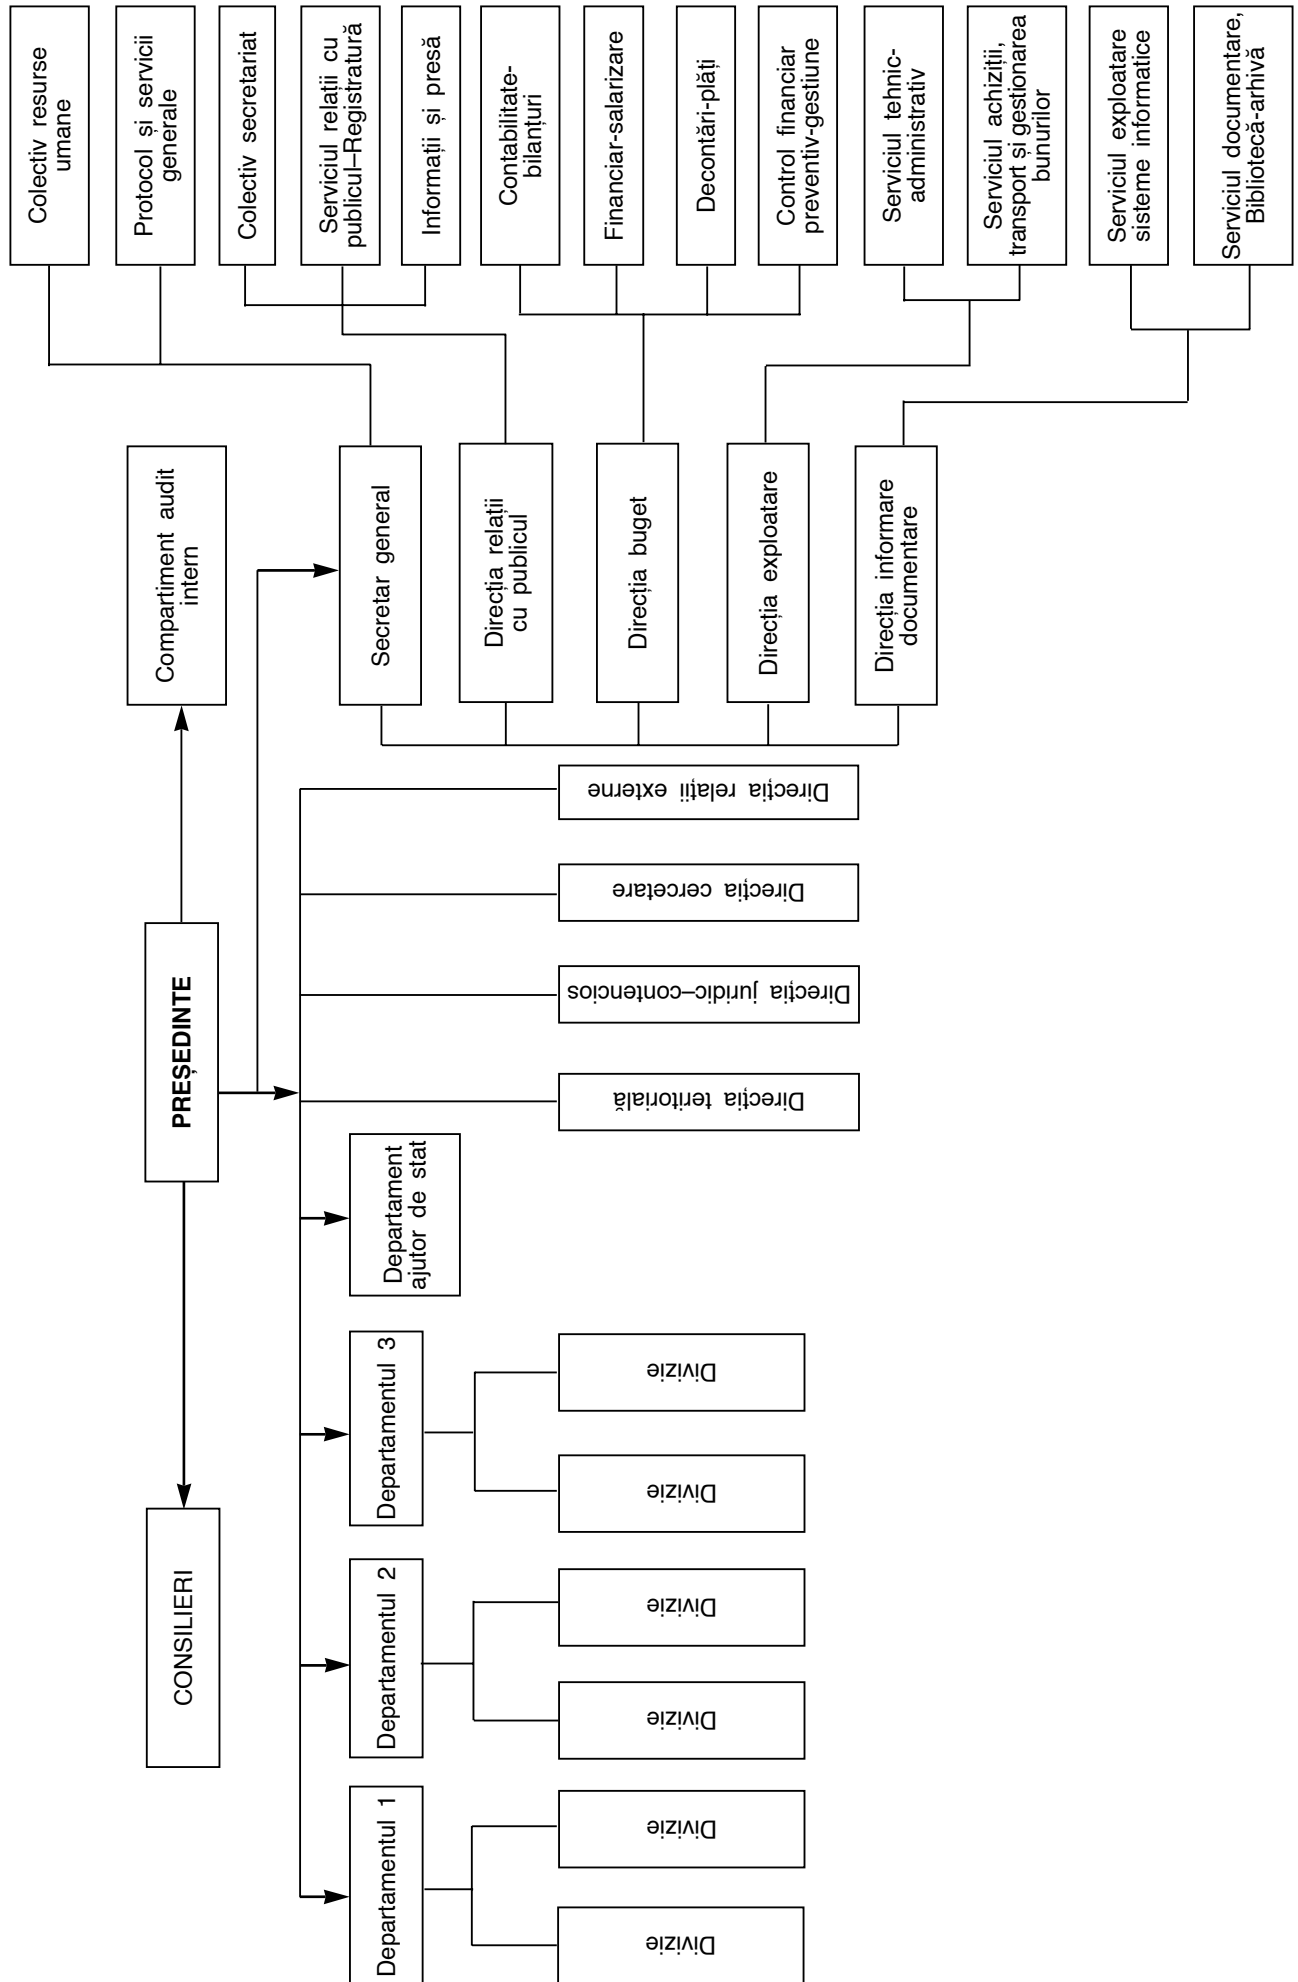 PREȘEDINTE
CONSILIERI
Compartiment audit
intern
Departamentul 1
Divizie
Divizie
Departamentul 2
Divizie
Divizie
Departamentul 3
Divizie
Divizie
Departament
ajutor de stat
Direcția teritorială
Direcția juridic–contencios
Direcția cercetare
Direcția relații externe
Secretar general
Direcția relații
cu publicul
Direcția buget
Direcția exploatare
Direcția informare
documentare
Colectiv resurse
umane
Protocol și servicii
generale
Colectiv secretariat
Serviciul relații cu
publicul–Registratură
Informații și presă
Contabilitate-
bilanțuri
Financiar-salarizare
Decontări-plăți
Control financiar
preventiv-gestiune
Serviciul tehnic-
administrativ
Serviciul achiziții,
transport și gestionarea
bunurilor
Serviciul exploatare
sisteme informatice
Serviciul documentare,
Bibliotecă-arhivă